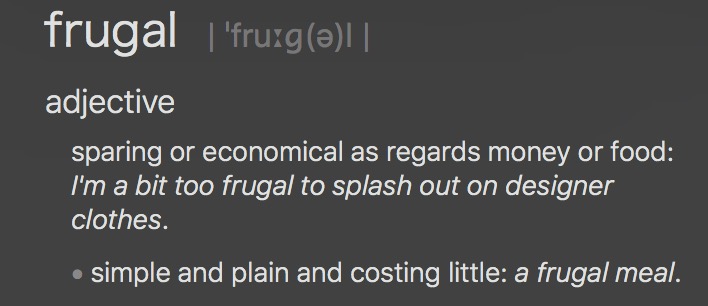 frugal | ˈfruːɡ(ə)l |
adjective
sparing or economical as regards money or food:
I'm a bit too frugal to splash out on designer
clothes.
• simple and plain and costing little: a frugal meal.